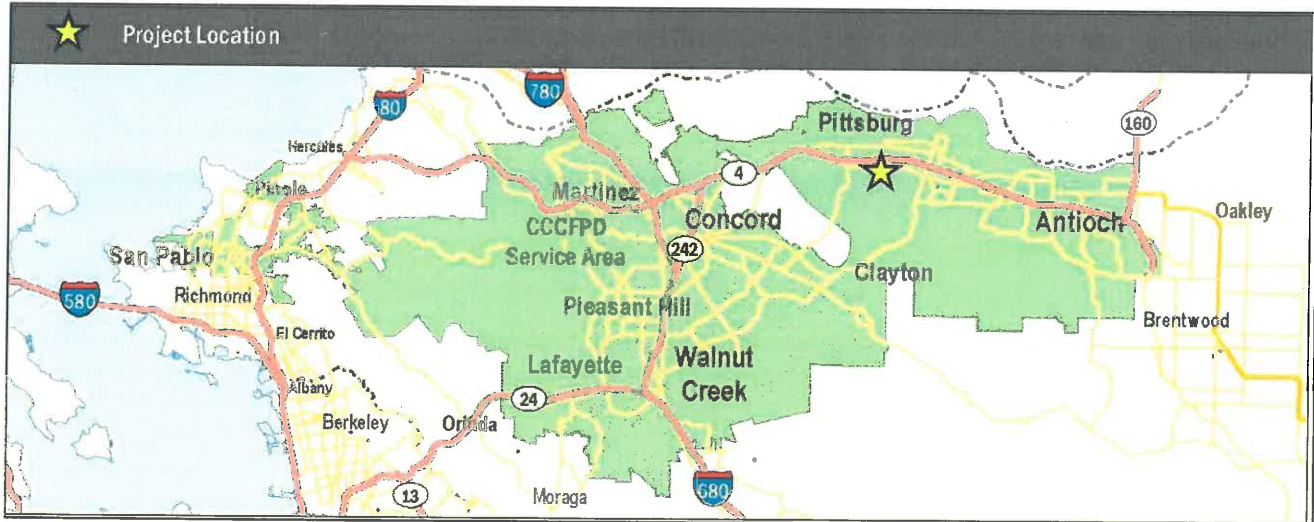 Project Location
80
780
160
Hercules
Pittsburg
Pinole
4
Martinez
Oakley
Concord
Antioch
CCCFPD
Service Area
242
San Pablo
Clayton
Richmond
580
Pleasant Hill
Brentwood
El Cerrito
Lafayette
Walnut
Creek
Albany
24
Berkeley
Orinda
680
13
Moraga